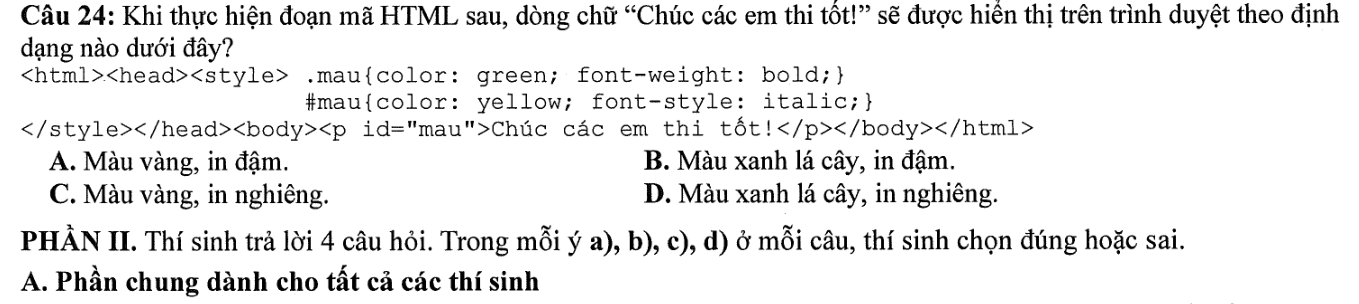 Câu 24: Khi thực hiện đoạn mã HTML sau, dòng chữ “Chúc các em thi tốt!” sẽ được hiển thị trên trình duyệt theo định
dạng nào dưới đây?
<html><head><style> .mau{color: green; font-weight: bold;}
#mau{color: yellow; font-style: italic;}
</style></head><body><p id="mau">Chúc các em thi tốt!</p></body></html>
A. Màu vàng, in đậm. B. Màu xanh lá cây, in đậm.
C. Màu vàng, in nghiêng. D. Màu xanh lá cây, in nghiêng.
PHẦN II. Thí sinh trả lời 4 câu hỏi. Trong mỗi ý a), b), c), d) ở mỗi câu, thí sinh chọn đúng hoặc sai.
A. Phần chung dành cho tất cả các thí sinh